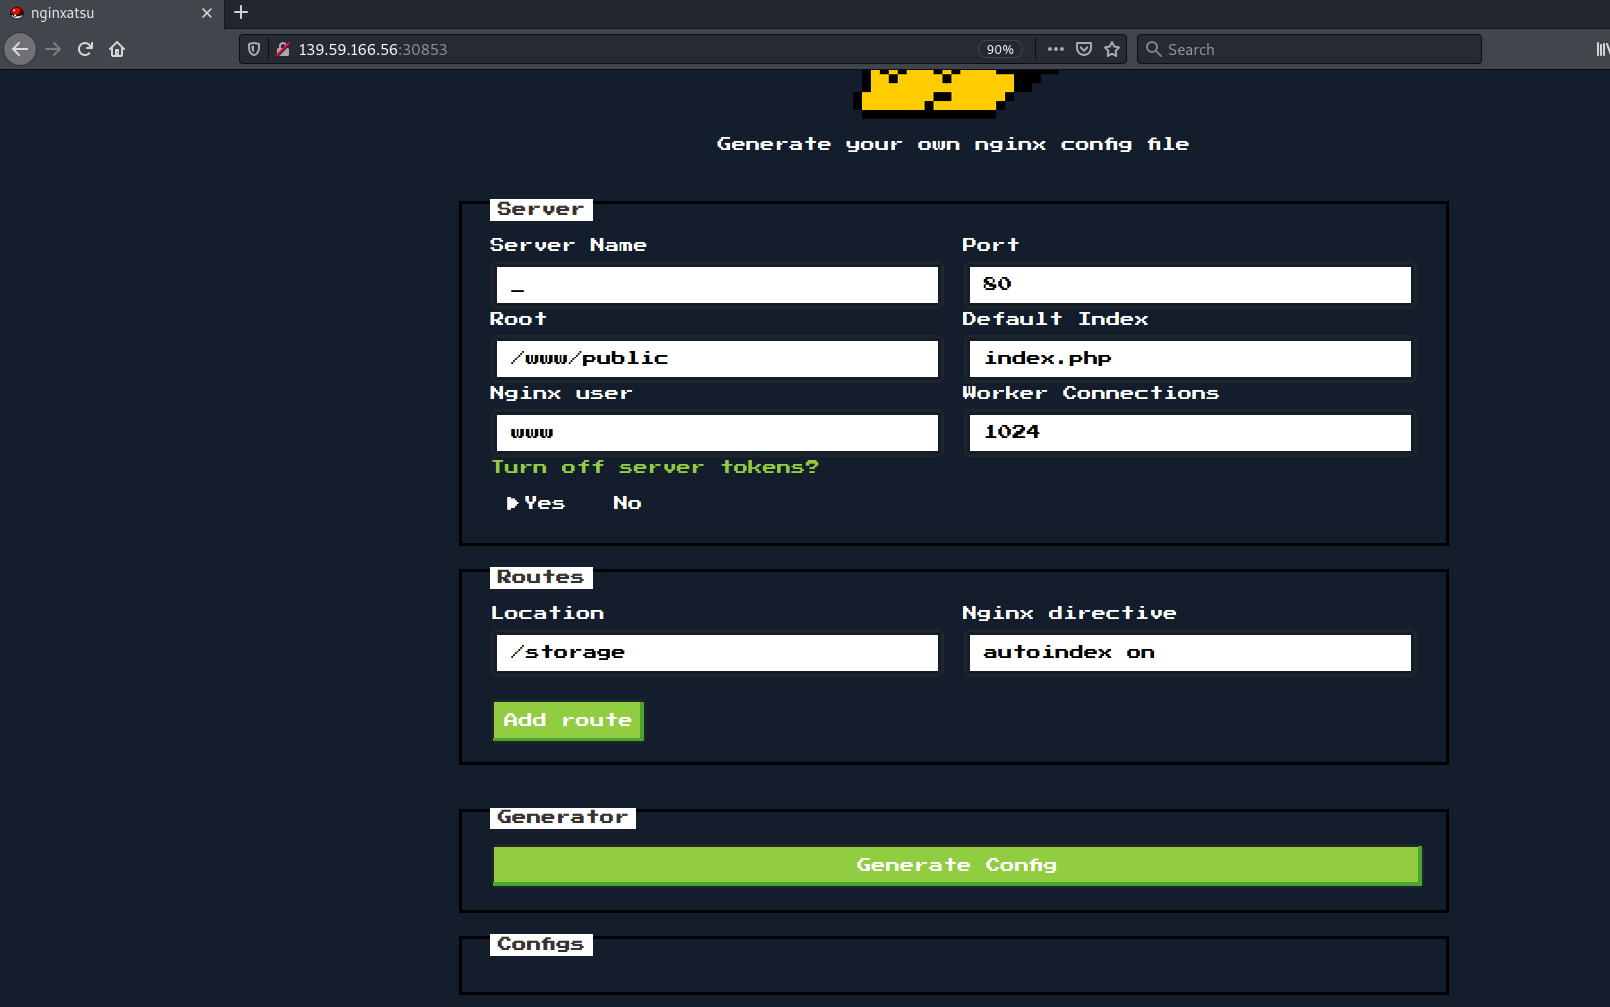 nginxatsu
139.59.166.56:30853
90%
Search
Generate your own nginx config file
Server
Server Name
Port
_
80
Root
Default Index
/www/public
index.php
Nginx user
Worker Connections
www
1024
Turn off server tokens?
Yes No
Routes
Location
Nginx directive
/storage
autoindex on
Add route
Generator
Generate Config
Configs